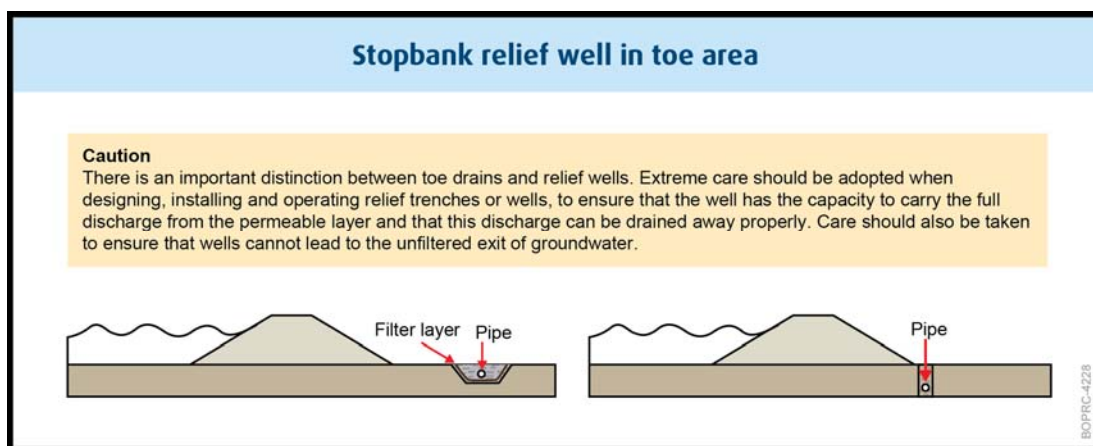 Stopbank relief well in toe area
Caution
There is an important distinction between toe drains and relief wells. Extreme care should be adopted when
designing, installing and operating relief trenches or wells, to ensure that the well has the capacity to carry the full
discharge from the permeable layer and that this discharge can be drained away properly. Care should also be taken
to ensure that wells cannot lead to the unfiltered exit of groundwater.
Filter layer
Pipe
Pipe
BOPRC-4228